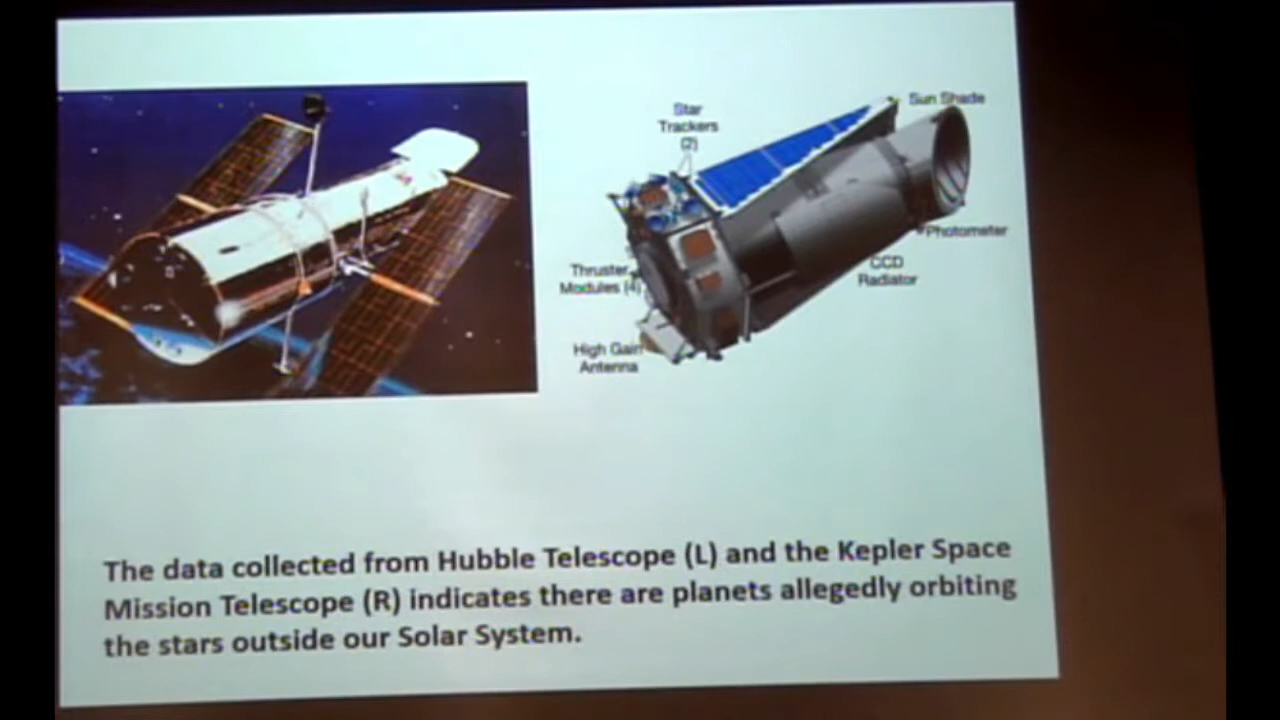 Star
Trackers
(2)
Sun Shade
Photometer
CCD
Radiator
Thruster
Modules (4)
High Gain
Antenna
The data collected from Hubble Telescope (L) and the Kepler Space
Mission Telescope (R) indicates there are planets allegedly orbiting
the stars outside our Solar System.